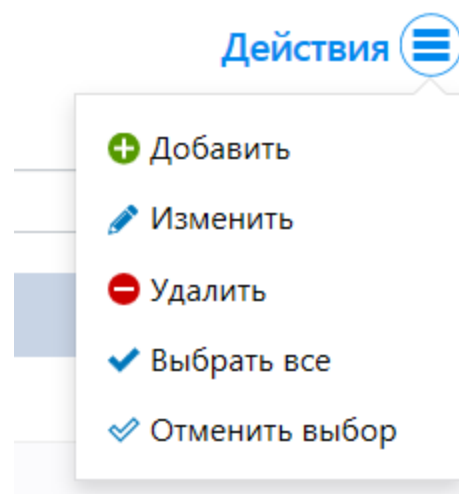 Действия
Добавить
Изменить
Удалить
Выбрать все
Отменить выбор